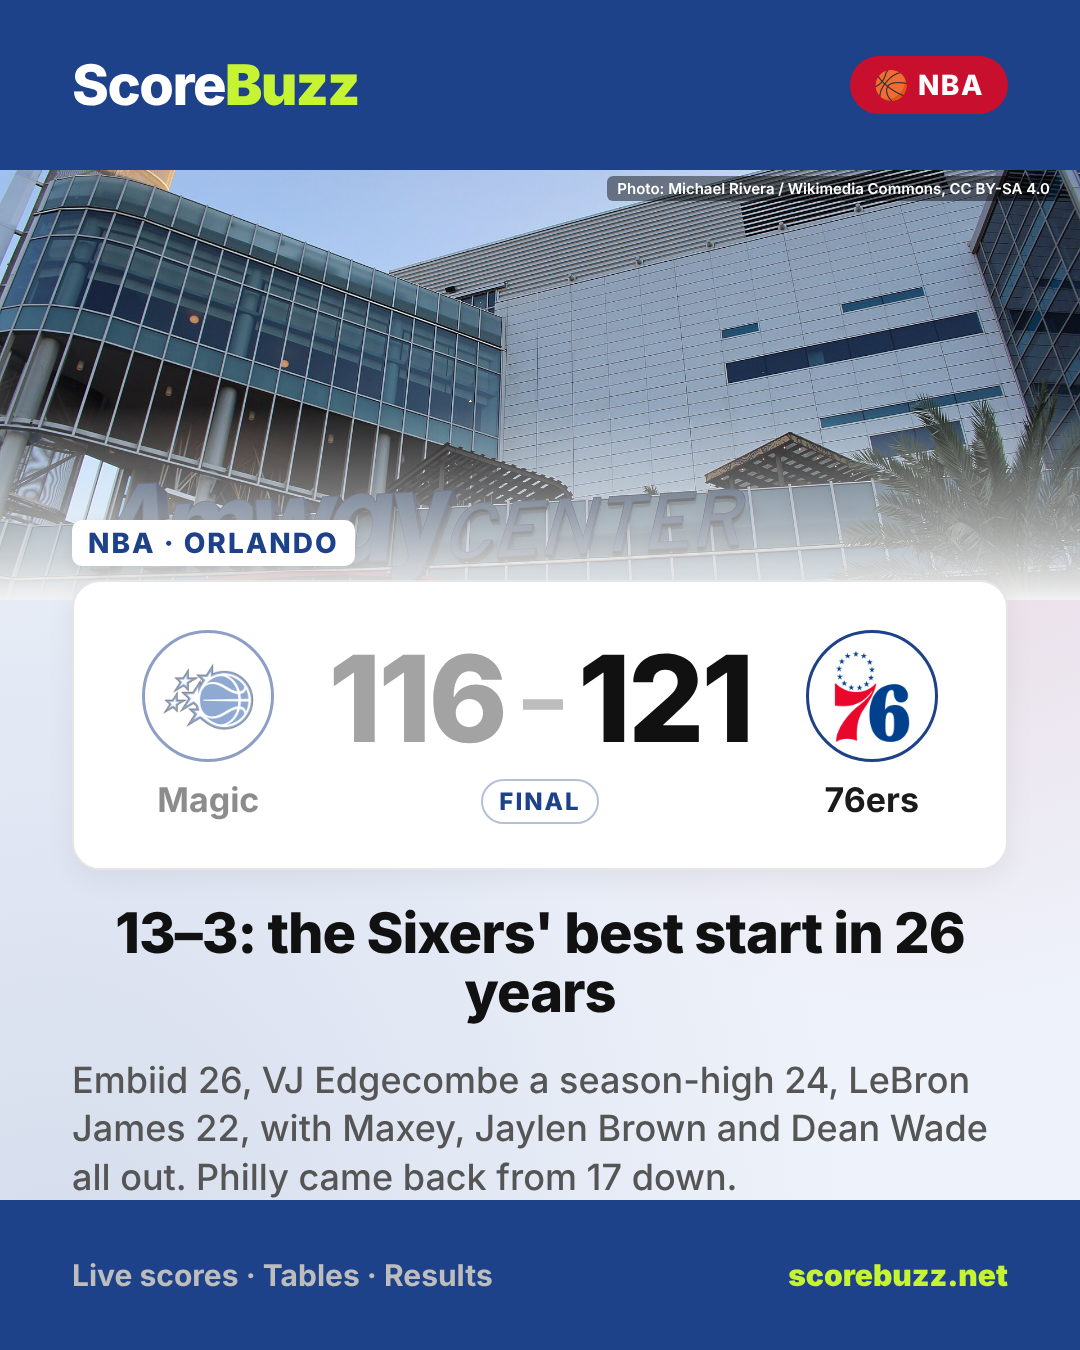 ScoreBuzz
🏀 NBA
Photo: Michael Rivera / Wikimedia Commons, CC BY-SA 4.0
Amway CENTER
NBA · ORLANDO
116 – 121
76
Magic
FINAL
76ers
13–3: the Sixers' best start in 26
years
Embiid 26, VJ Edgecombe a season-high 24, LeBron
James 22, with Maxey, Jaylen Brown and Dean Wade
all out. Philly came back from 17 down.
Live scores · Tables · Results
scorebuzz.net